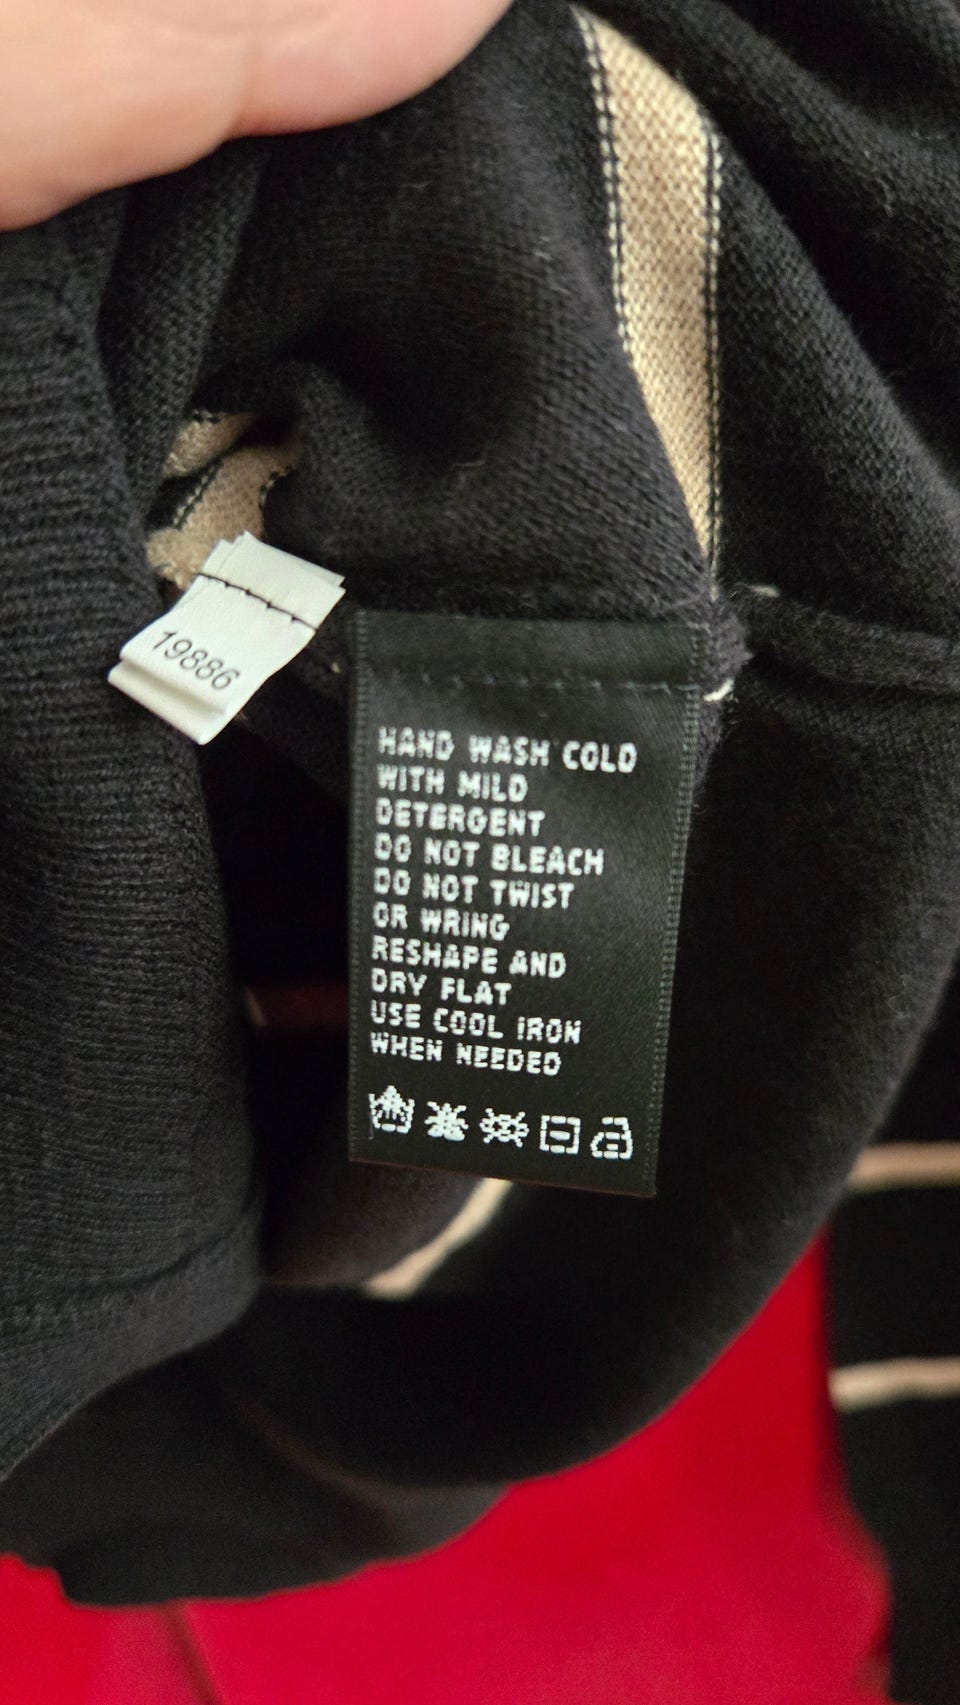 19886
HAND WASH COLD
WITH MILD
DETERGENT
DO NOT BLEACH
DO NOT TWIST
OR WRING
RESHAPE AND
DRY FLAT
USE COOL IRON
WHEN NEEDED